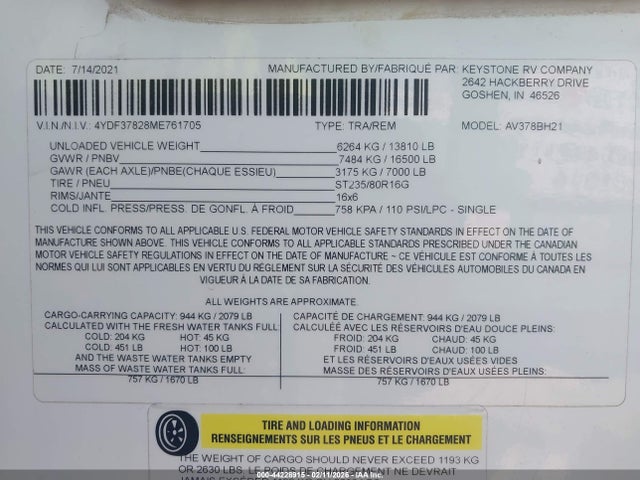 DATE: 7/14/2021
MANUFACTURED BY/FABRIQUÉ PAR: KEYSTONE RV COMPANY
2642 HACKBERRY DRIVE
GOSHEN, IN 46526
V.I.N./N.I.V.: 4YDF37828ME761705 TYPE: TRA/REM MODEL: AV378BH21
UNLOADED VEHICLE WEIGHT 6264 KG / 13810 LB
GVWR / PNBV 7484 KG / 16500 LB
GAWR (EACH AXLE)/PNBE(CHAQUE ESSIEU) 3175 KG / 7000 LB
TIRE / PNEU ST235/80R16G
RIMS/JANTE 16x6
COLD INFL. PRESS/PRESS. DE GONFL. À FROID 758 KPA / 110 PSI/LPC - SINGLE
THIS VEHICLE CONFORMS TO ALL APPLICABLE U.S. FEDERAL MOTOR VEHICLE SAFETY STANDARDS IN EFFECT ON THE DATE OF
MANUFACTURE SHOWN ABOVE. THIS VEHICLE CONFORMS TO ALL APPLICABLE STANDARDS PRESCRIBED UNDER THE CANADIAN
MOTOR VEHICLE SAFETY REGULATIONS IN EFFECT ON THE DATE OF MANUFACTURE ~ CE VÉHICULE EST CONFORME À TOUTES LES
NORMES QUI LUI SONT APPLICABLES EN VERTU DU RÈGLEMENT SUR LA SÉCURITÉ DES VÉHICULES AUTOMOBILES DU CANADA EN
VIGUEUR À LA DATE DE SA FABRICATION.
ALL WEIGHTS ARE APPROXIMATE.
CARGO-CARRYING CAPACITY: 944 KG / 2079 LB
CALCULATED WITH THE FRESH WATER TANKS FULL:
COLD: 204 KG HOT: 45 KG
COLD: 451 LB HOT: 100 LB
AND THE WASTE WATER TANKS EMPTY
MASS OF WASTE WATER TANKS FULL:
757 KG / 1670 LB
CAPACITÉ DE CHARGEMENT: 944 KG / 2079 LB
CALCULÉE AVEC LES RÉSERVOIRS D'EAU DOUCE PLEINS:
FROID: 204 KG CHAUD: 45 KG
FROID: 451 LB CHAUD: 100 LB
ET LES RÉSERVOIRS D'EAUX USÉES VIDES
MASSE DES RÉSERVOIRS D'EAUX USÉES PLEINS:
757 KG / 1670 LB
TIRE AND LOADING INFORMATION
RENSEIGNEMENTS SUR LES PNEUS ET LE CHARGEMENT
THE WEIGHT OF CARGO SHOULD NEVER EXCEED 1193 KG
OR 2630 LBS. LE POIDS DE CHARGEMENT NE DEVRAIT
JAMAIS EXCÉDER
000-44228915 - 02/11/2026 - 07:48